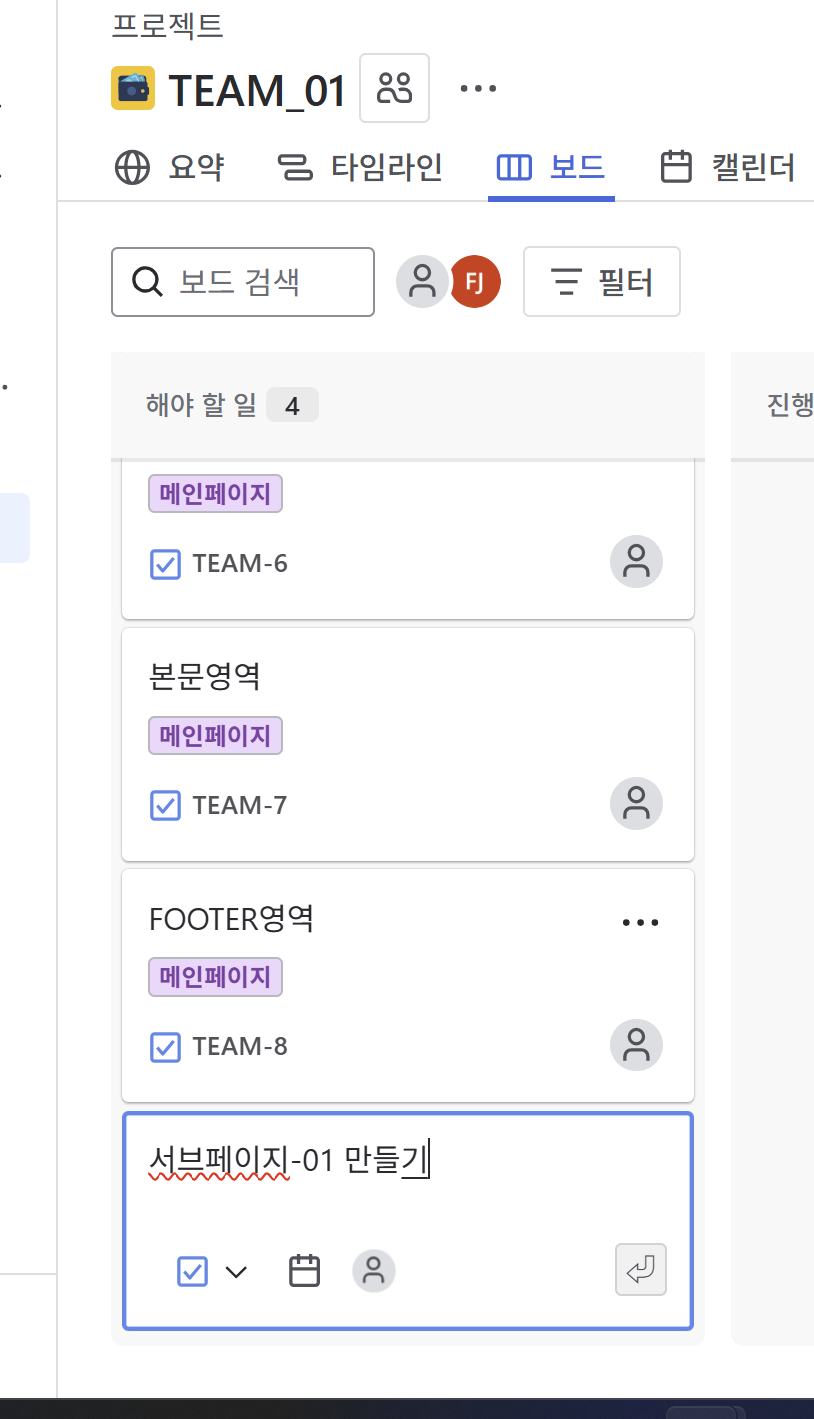 프로젝트
TEAM_01
요약 타임라인 보드 캘린더
보드 검색 FJ 필터
해야 할 일 4
진행
메인페이지
TEAM-6
본문영역
메인페이지
TEAM-7
FOOTER영역
메인페이지
TEAM-8
서브페이지-01 만들기